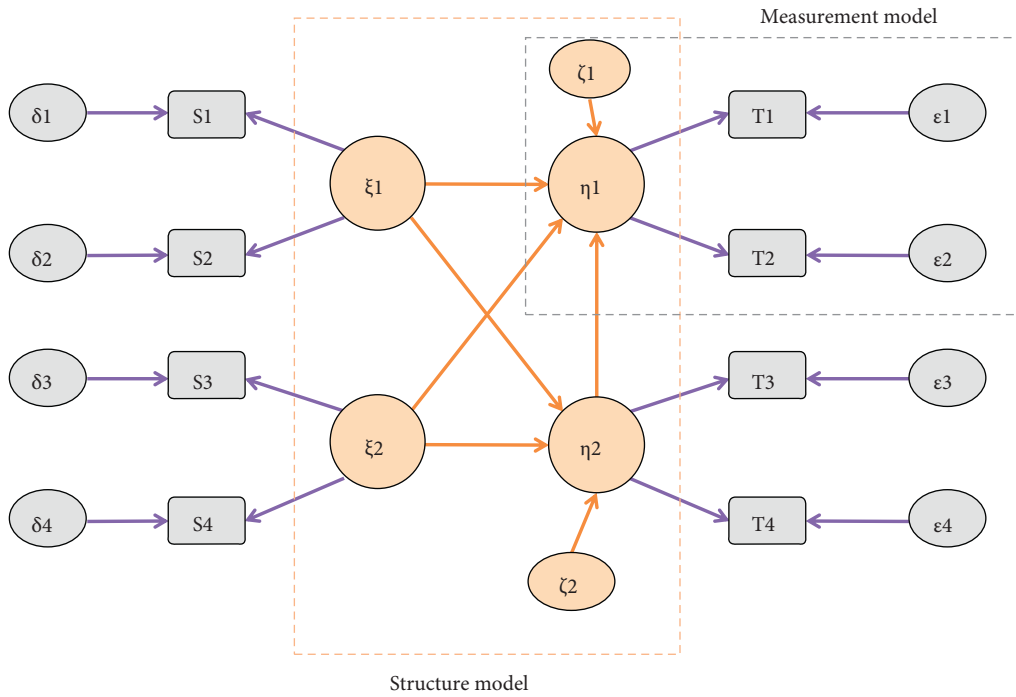 Measurement model
ζ1
δ1
S1
T1
ε1
ξ1
η1
δ2
S2
T2
ε2
δ3
S3
T3
ε3
ξ2
η2
δ4
S4
T4
ε4
ζ2
Structure model